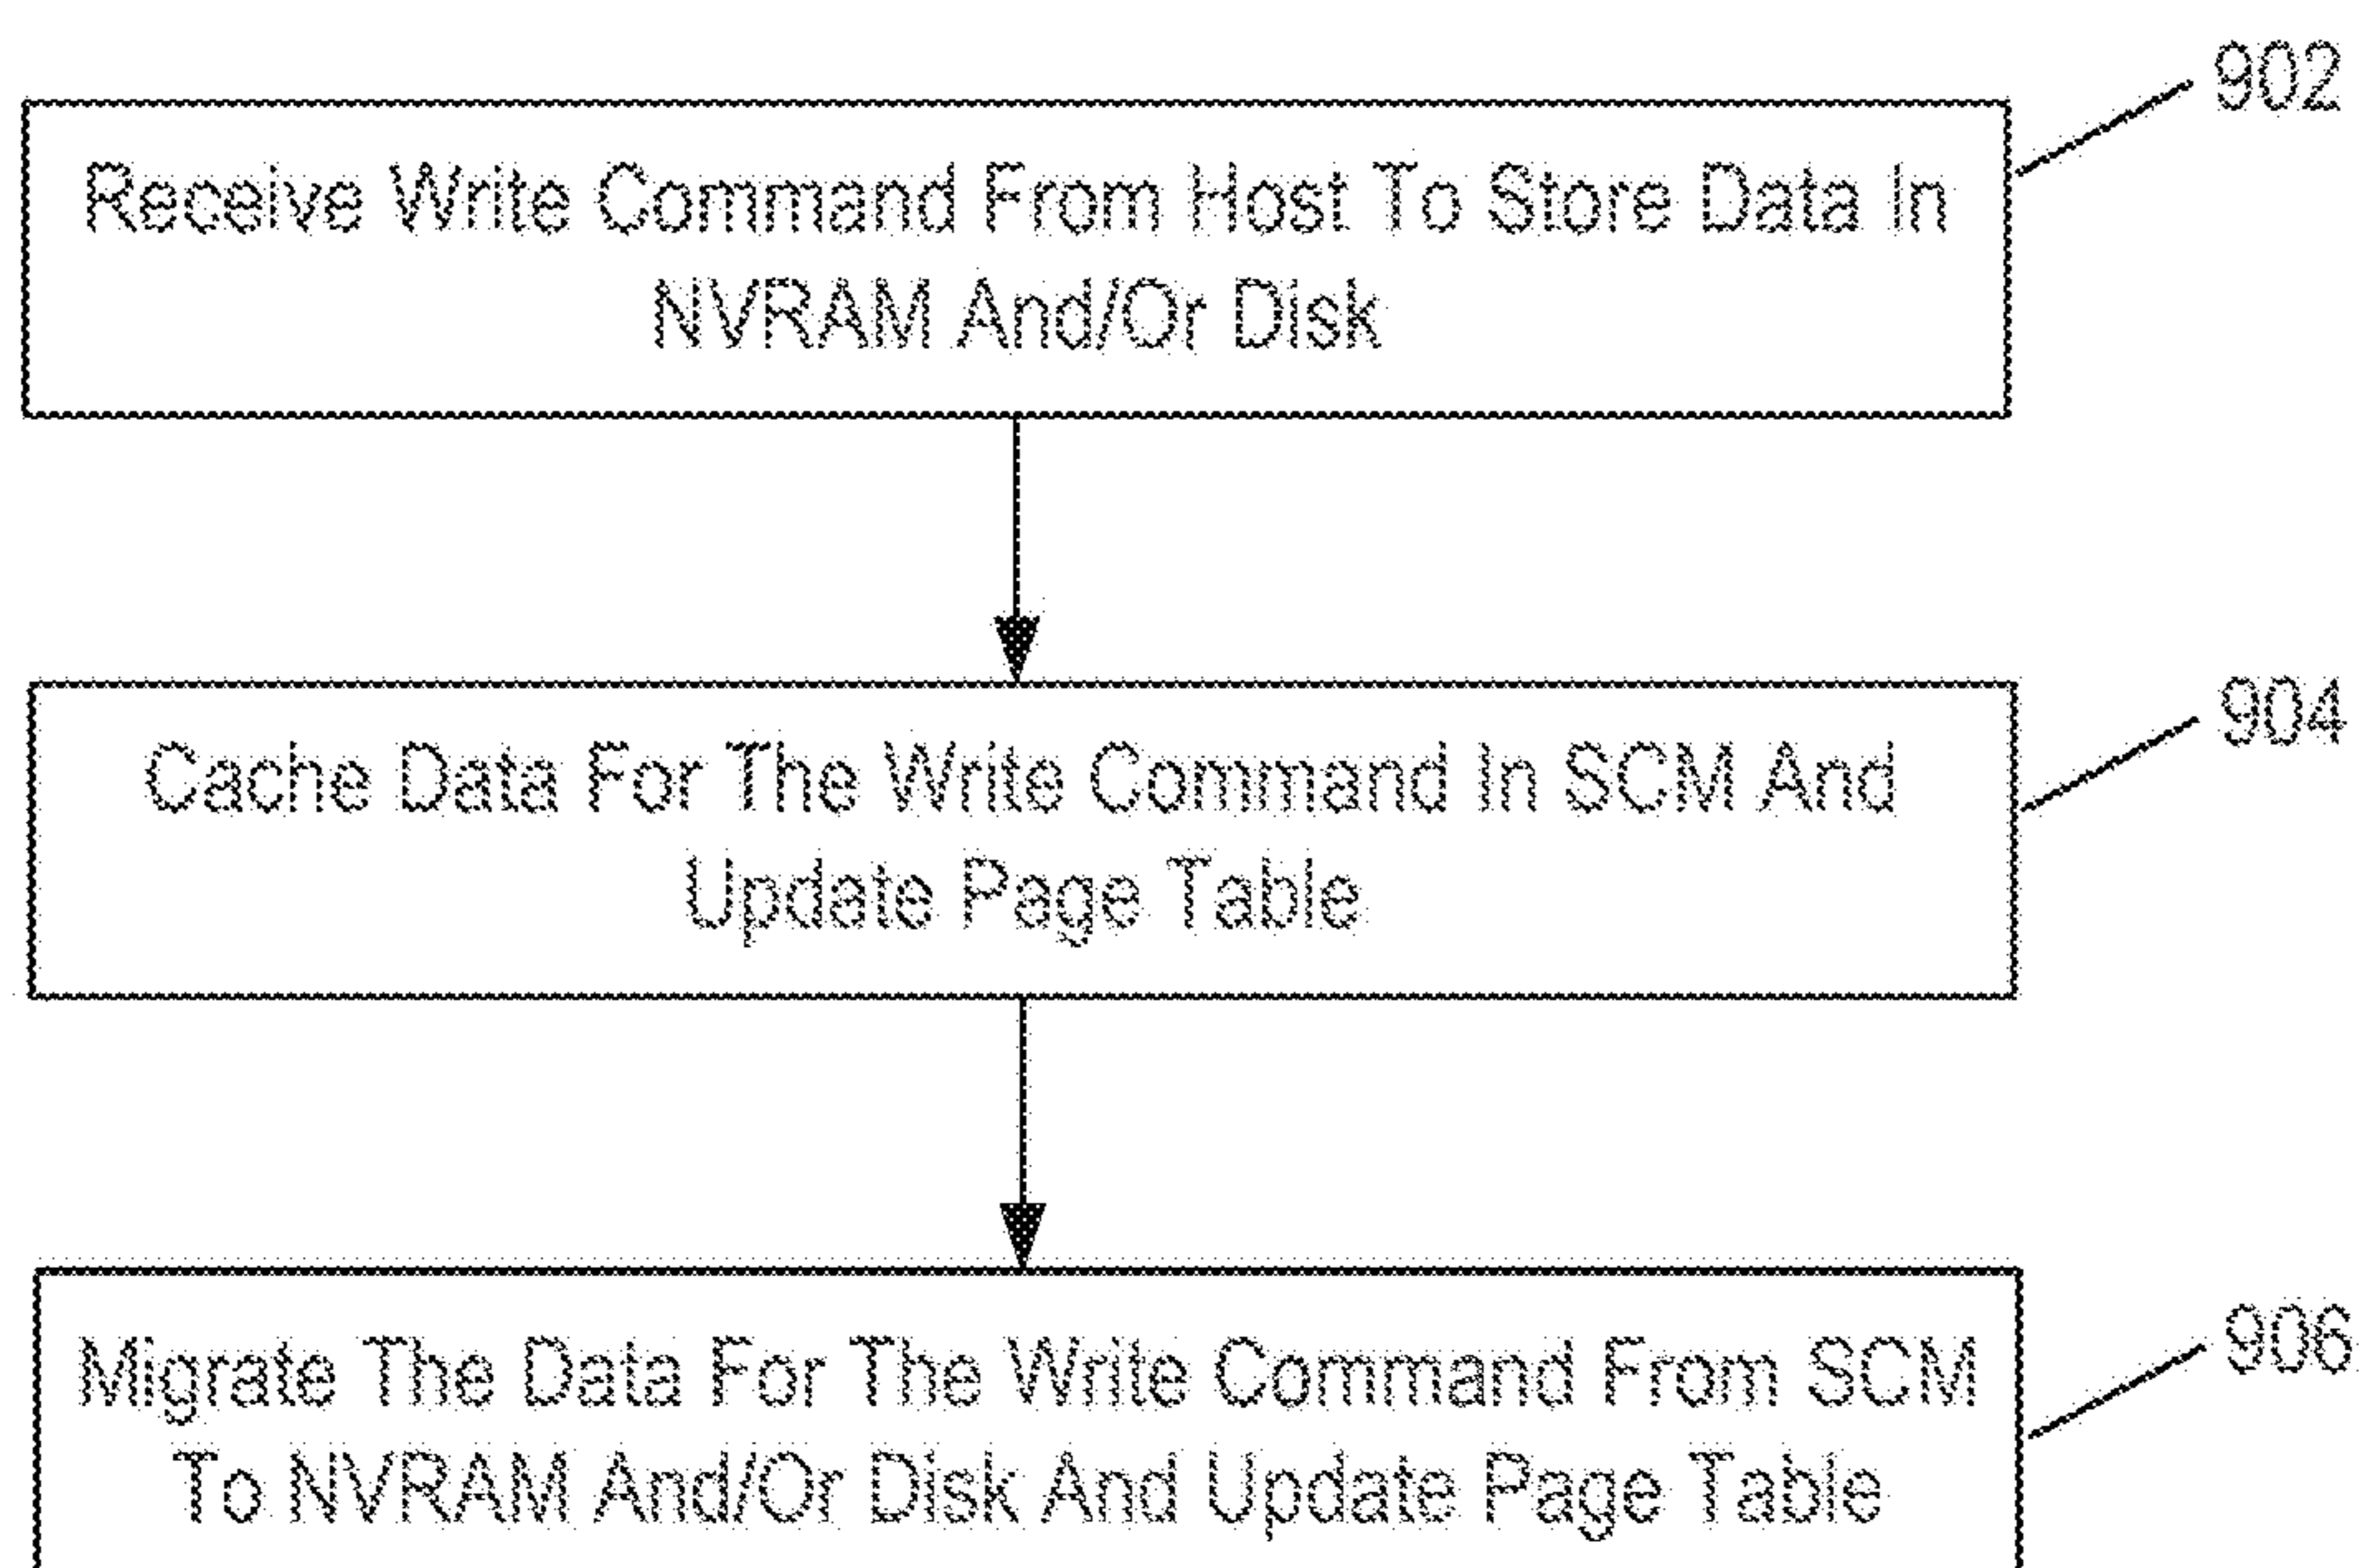 902
Receive Write Command From Host To Store Data In
NVRAM And/Or Disk
904
Cache Data For The Write Command In SCM And
Update Page Table
906
Migrate The Data For The Write Command From SCM
To NVRAM And/Or Disk And Update Page Table